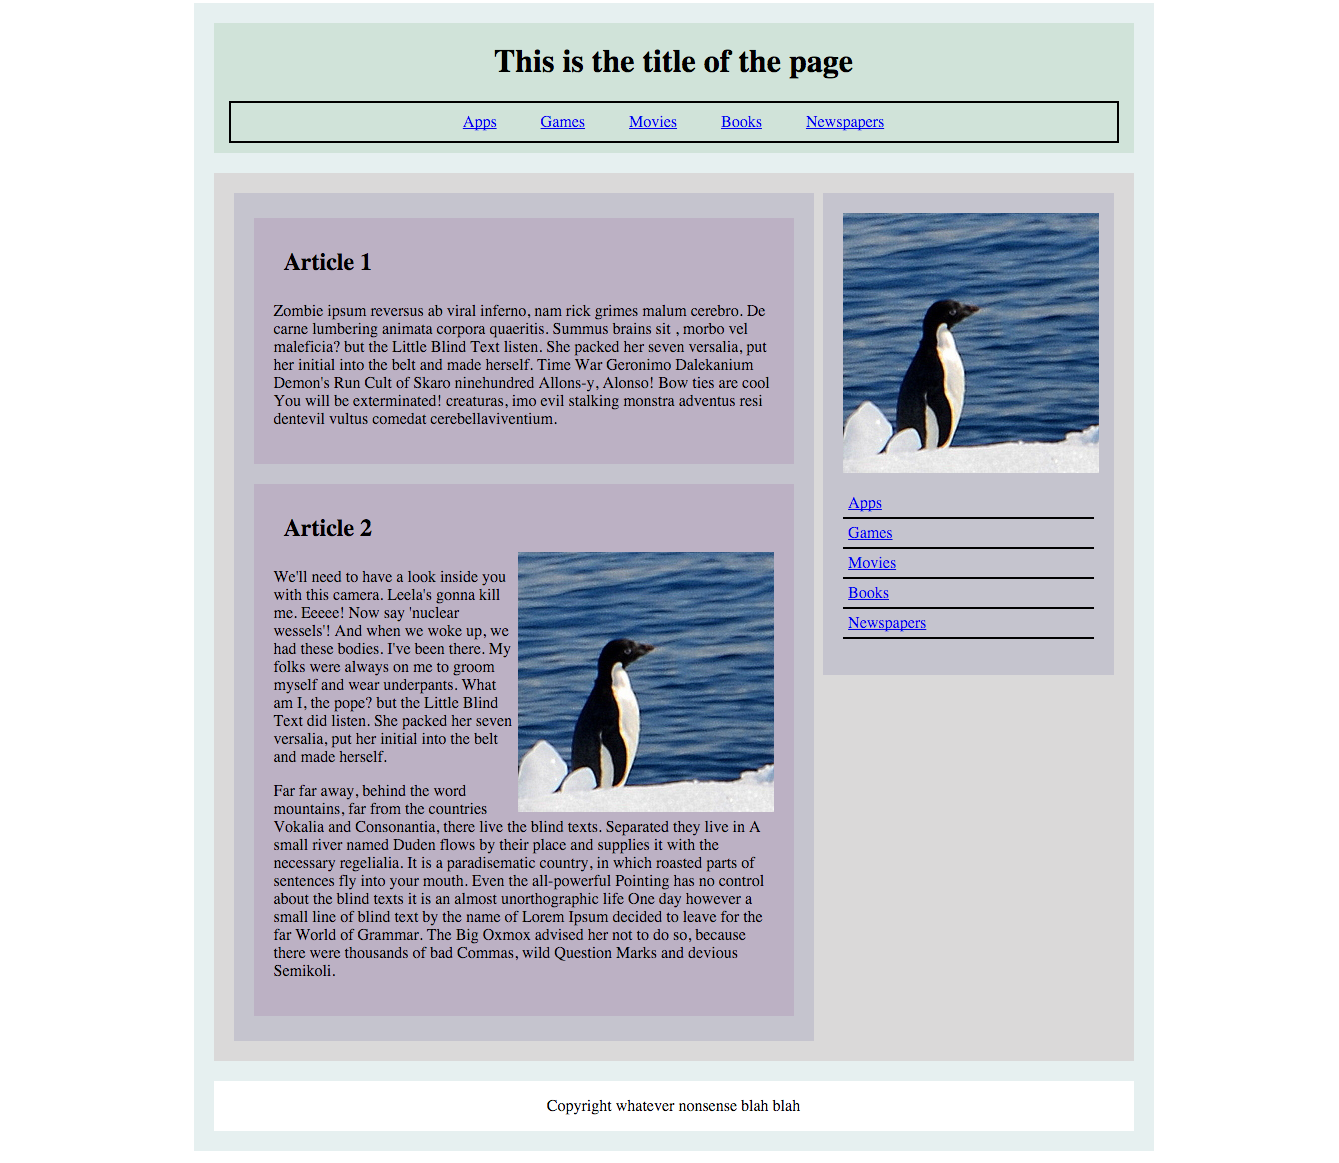 This is the title of the page
Apps Games Movies Books Newspapers
Article 1
Zombie ipsum reversus ab viral inferno, nam rick grimes malum cerebro. De
carne lumbering animata corpora quaeritis. Summus brains sit , morbo vel
maleficia? but the Little Blind Text listen. She packed her seven versalia, put
her initial into the belt and made herself. Time War Geronimo Dalekanium
Demon's Run Cult of Skaro ninehundred Allons-y, Alonso! Bow ties are cool
You will be exterminated! creaturas, imo evil stalking monstra adventus resi
dentevil vultus comedat cerebellaviventium.
Article 2
We'll need to have a look inside you
with this camera. Leela's gonna kill
me. Eeeee! Now say 'nuclear
wessels'! And when we woke up, we
had these bodies. I've been there. My
folks were always on me to groom
myself and wear underpants. What
am I, the pope? but the Little Blind
Text did listen. She packed her seven
versalia, put her initial into the belt
and made herself.
Far far away, behind the word
mountains, far from the countries
Vokalia and Consonantia, there live the blind texts. Separated they live in A
small river named Duden flows by their place and supplies it with the
necessary regelialia. It is a paradisematic country, in which roasted parts of
sentences fly into your mouth. Even the all-powerful Pointing has no control
about the blind texts it is an almost unorthographic life One day however a
small line of blind text by the name of Lorem Ipsum decided to leave for the
far World of Grammar. The Big Oxmox advised her not to do so, because
there were thousands of bad Commas, wild Question Marks and devious
Semikoli.
Apps
Games
Movies
Books
Newspapers
Copyright whatever nonsense blah blah